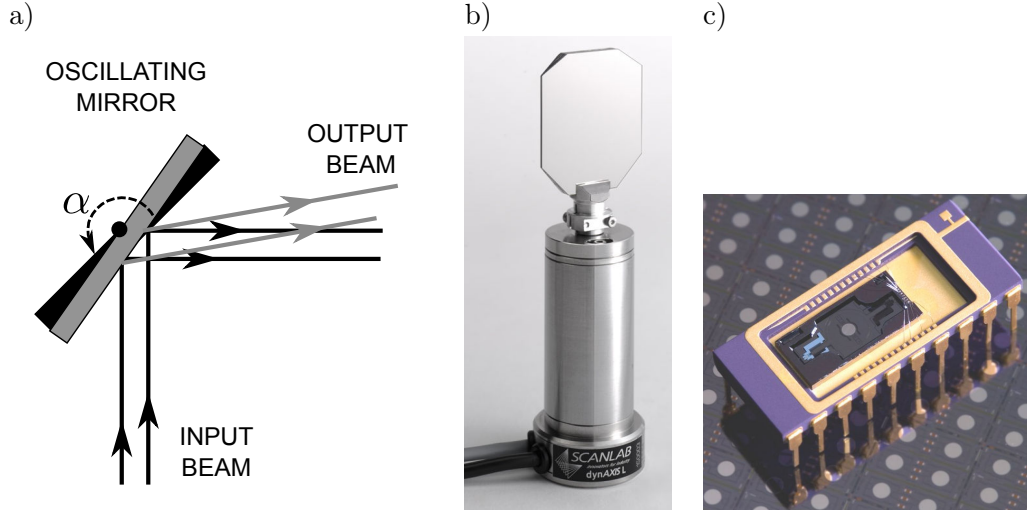 a)
OSCILLATING
MIRROR
OUTPUT
BEAM
α
INPUT
BEAM
b)
SCANLAB
dynAXIS L
c)